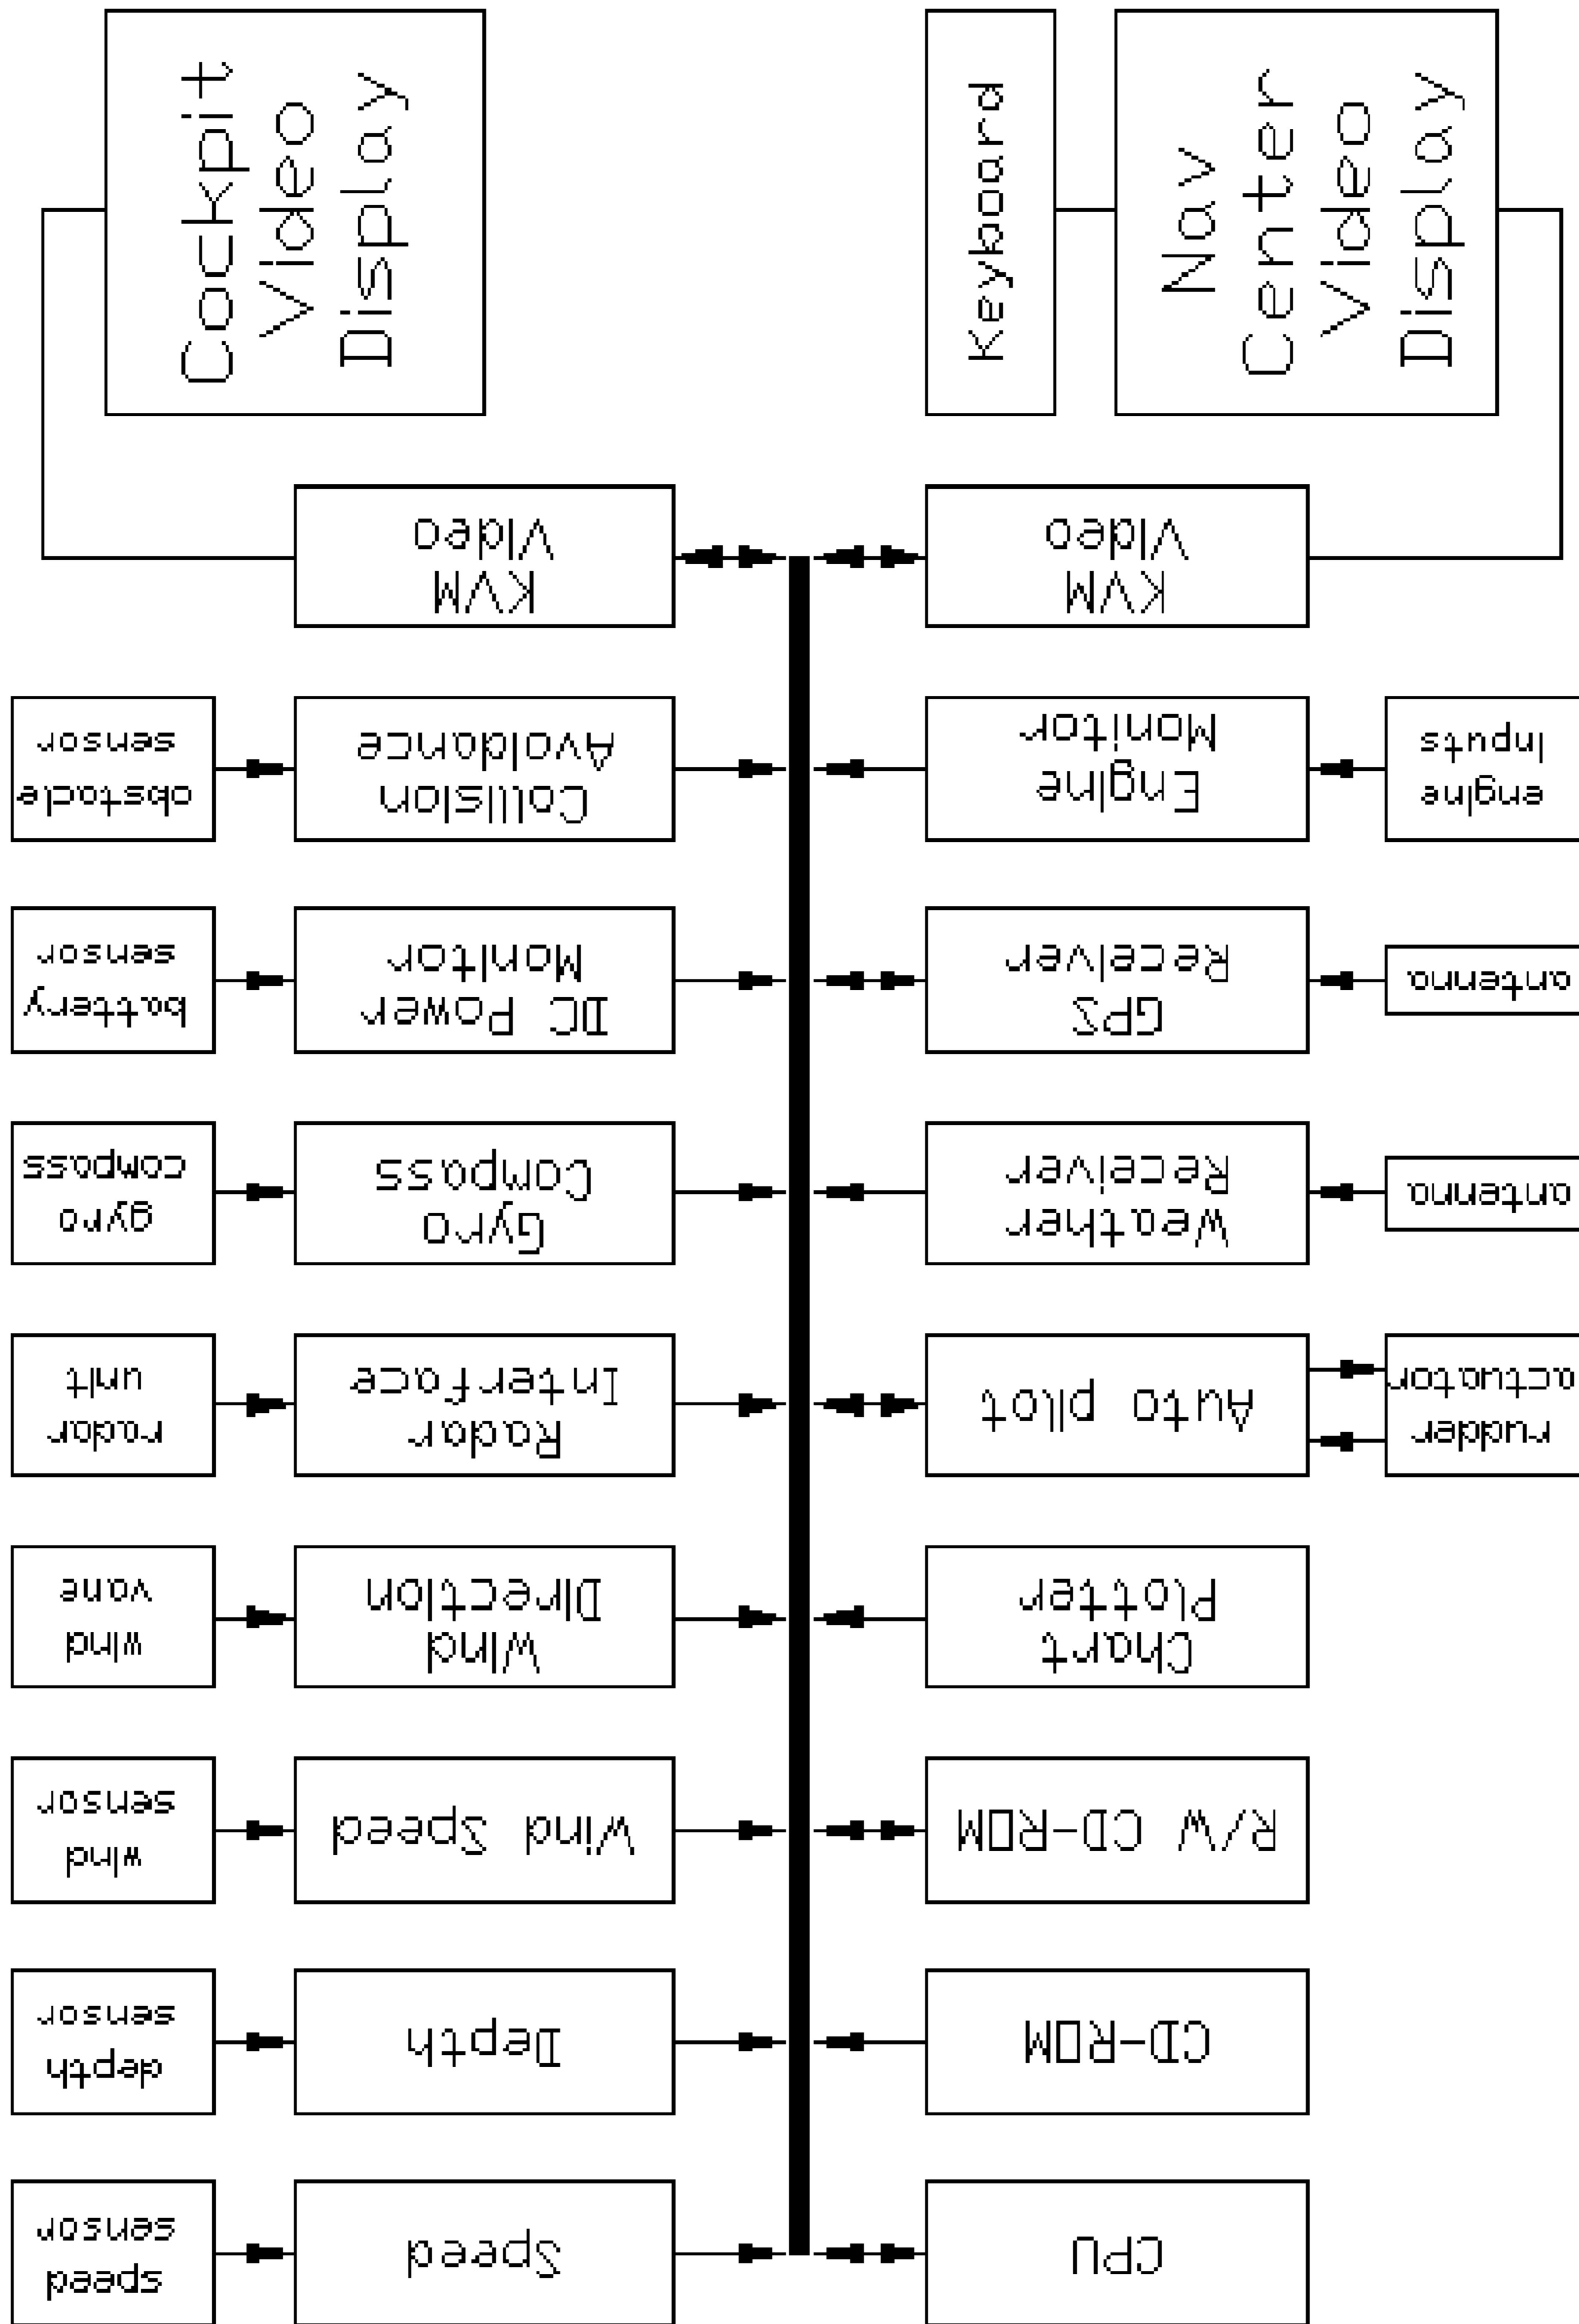 CPU
Speed
speed
sensor
CD-ROM
Depth
depth
sensor
R/W CD-ROM
Wind Speed
wind
sensor
Chart
Plotter
Wind
Direction
wind
vane
rudder
actuator
Auto pilot
Radar
Interface
radar
unit
antenna
Weather
Receiver
Gyro
Compass
gyro
compass
antenna
GPS
Receiver
DC Power
Monitor
battery
sensor
engine
inputs
Engine
Monitor
Collision
Avoidance
obstacle
sensor
KVM
Video
KVM
Video
Nav
Center
Video
Display
Keyboard
Cockpit
Video
Display